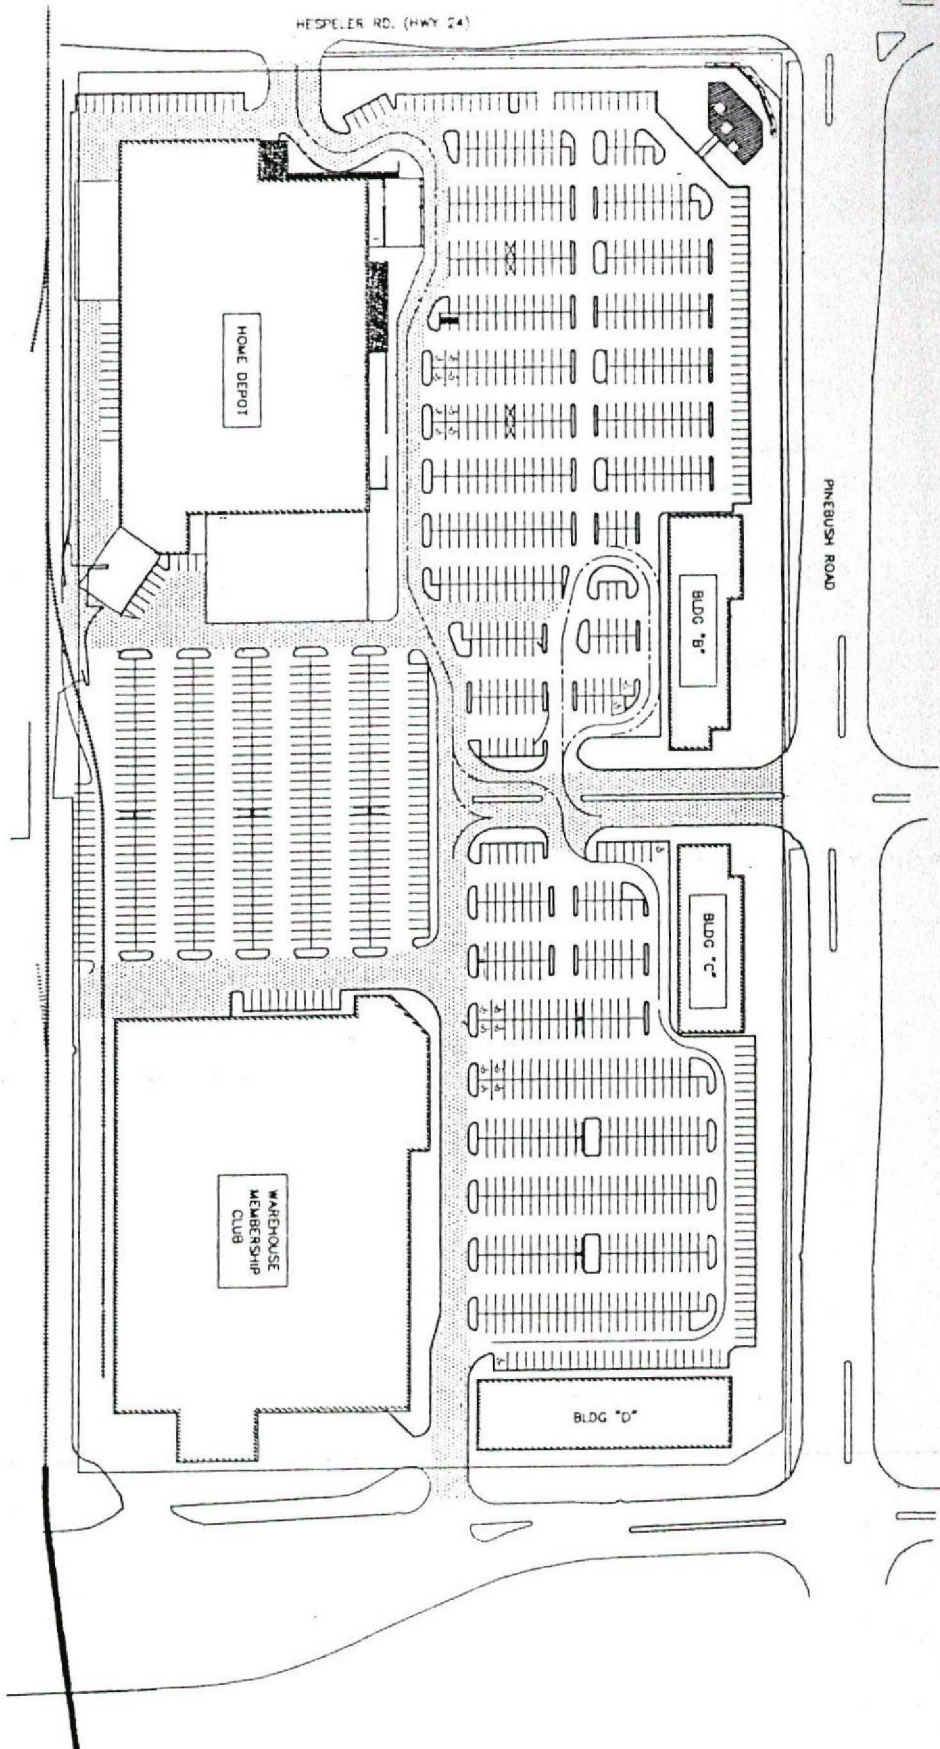 HESPELER RD. (HWY 24)
PINEBUSH ROAD
HOME DEPOT
BLDG "B"
BLDG "C"
WAREHOUSE
MEMBERSHIP
CLUB
BLDG "D"